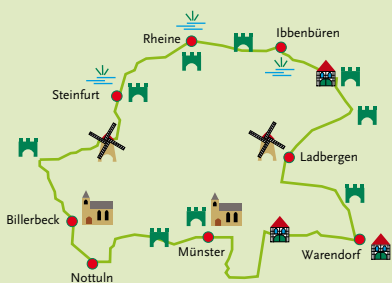 Rheine
Ibbenbüren
Steinfurt
Ladbergen
Billerbeck
Münster
Warendorf
Nottuln